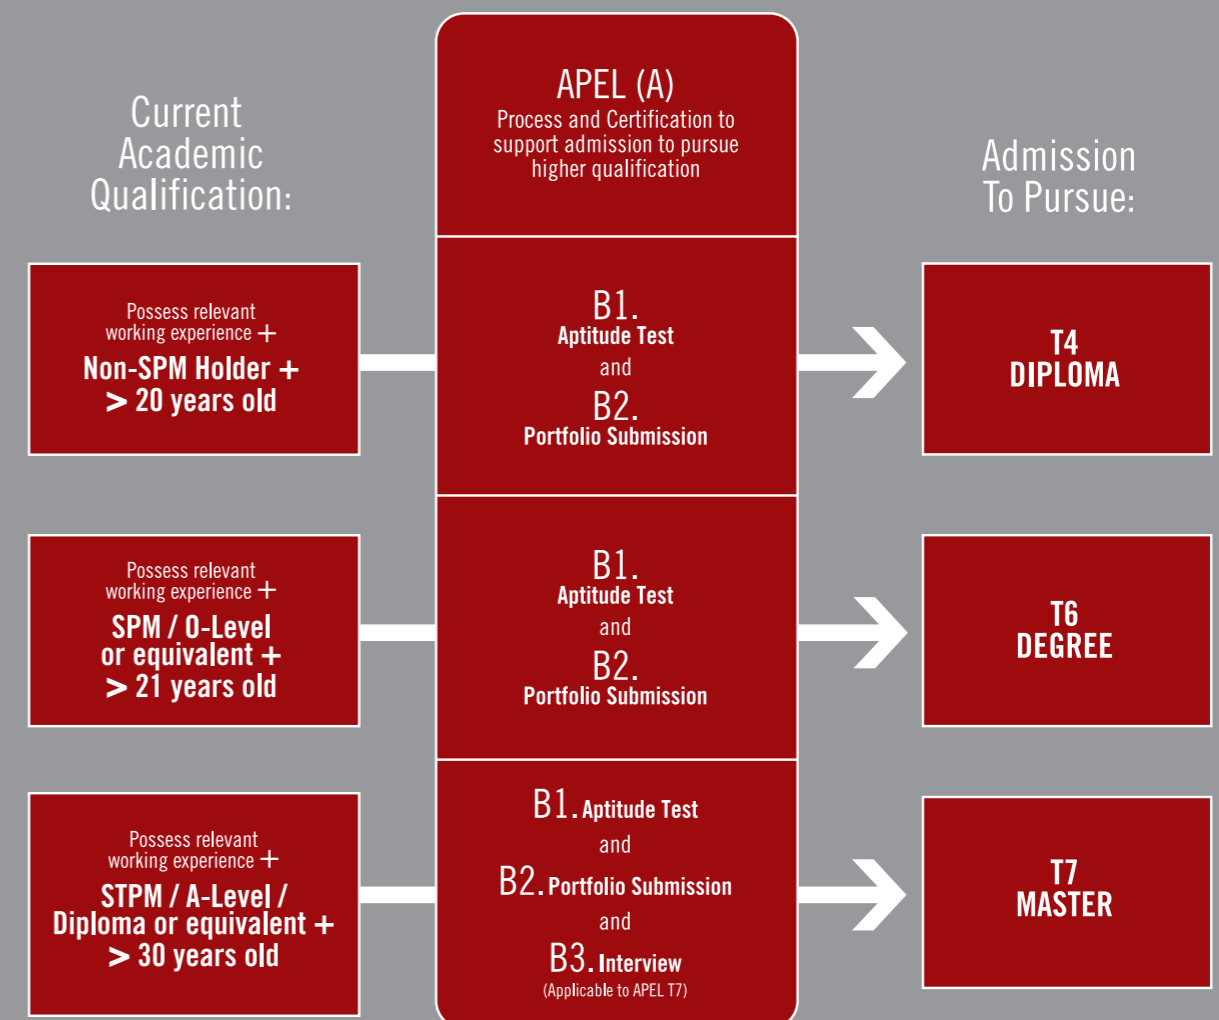 Current
Academic
Qualification:
APEL (A)
Process and Certification to
support admission to pursue
higher qualification
Admission
To Pursue:
Possess relevant
working experience +
Non-SPM Holder +
> 20 years old
B1.
Aptitude Test
and
B2.
Portfolio Submission
T4
DIPLOMA
Possess relevant
working experience +
SPM / O-Level
or equivalent +
> 21 years old
B1.
Aptitude Test
and
B2.
Portfolio Submission
T6
DEGREE
Possess relevant
working experience +
STPM / A-Level /
Diploma or equivalent +
> 30 years old
B1. Aptitude Test
and
B2. Portfolio Submission
and
B3. Interview
(Applicable to APEL T7)
T7
MASTER